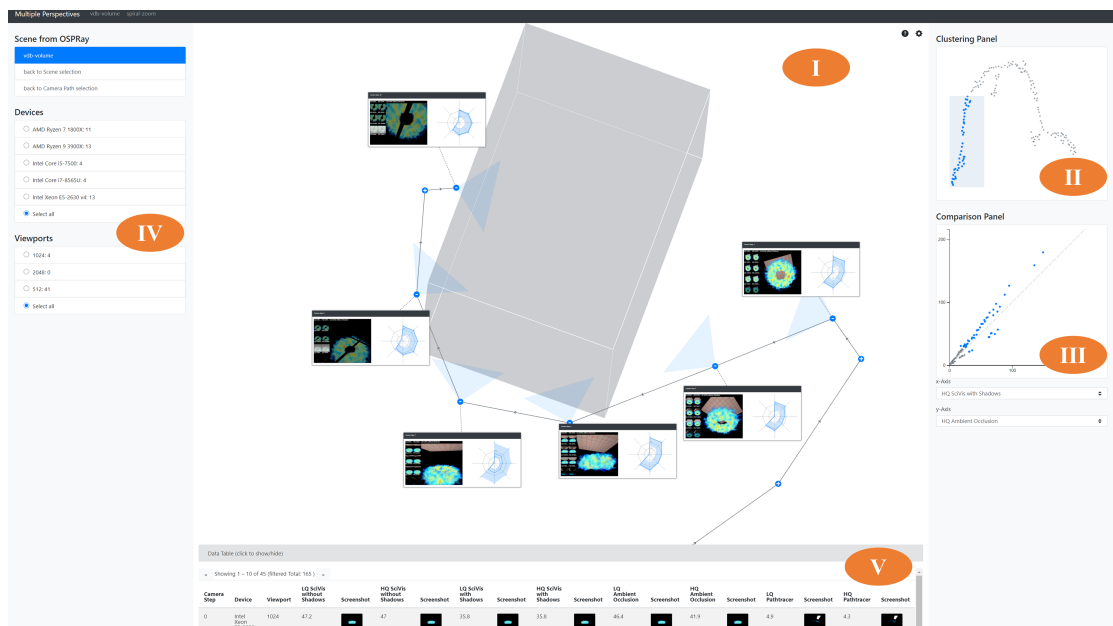 Multiple Perspectives vdb-volume spiral-zoom
Scene from OSPRay
vdb-volume
back to Scene selection
back to Camera Path selection
Devices
AMD Ryzen 7 1800X: 11
AMD Ryzen 9 3900X: 13
Intel Core i5-7500: 4
Intel Core i7-8565U: 4
Intel Xeon E5-2630 v4: 13
Select all
IV
Viewports
1024: 4
2048: 0
512: 41
Select all
I
Clustering Panel
II
Comparison Panel
200
100
0
0 100
III
x-Axis
HQ SciVis with Shadows
y-Axis
HQ Ambient Occlusion
Data Table (click to show/hide)
V
« Showing 1 – 10 of 45 (filtered Total: 165 ) »
Camera Step Device Viewport LQ SciVis without Shadows Screenshot HQ SciVis without Shadows Screenshot LQ SciVis with Shadows Screenshot HQ SciVis with Shadows Screenshot LQ Ambient Occlusion Screenshot HQ Ambient Occlusion Screenshot LQ Pathtracer Screenshot HQ Pathtracer Screenshot
0 Intel Xeon 1024 47.2 47 35.8 35.8 46.4 41.9 4.9 4.3